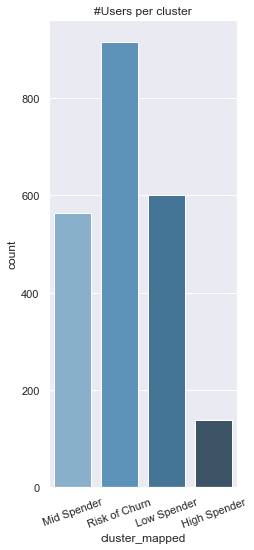 #Users per cluster
800
600
400
200
0
count
Mid Spender
Risk of Churn
Low Spender
High Spender
cluster_mapped